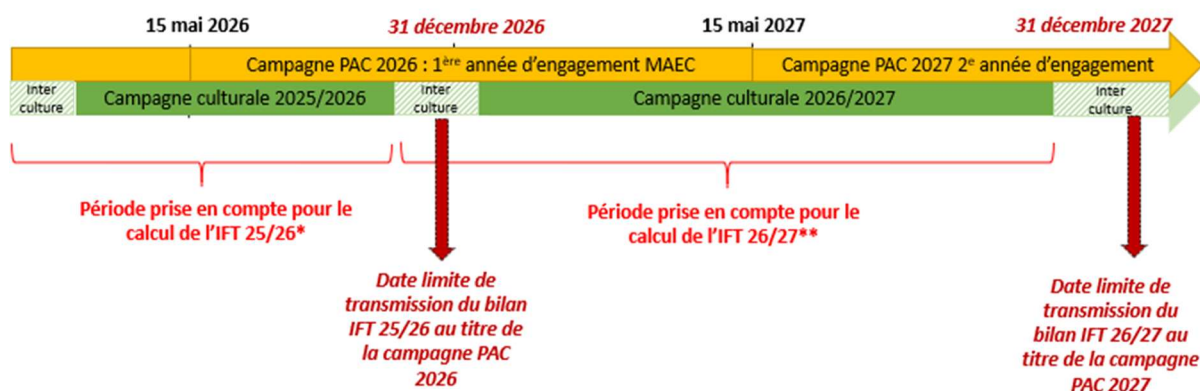 15 mai 2026
31 décembre 2026
15 mai 2027
31 décembre 2027
Campagne PAC 2026 : 1ère année d'engagement MAEC
Campagne PAC 2027 2e année d'engagement
Inter
culture
Campagne culturale 2025/2026
Inter
culture
Campagne culturale 2026/2027
Inter
culture
Période prise en compte pour le
calcul de l'IFT 25/26*
Période prise en compte pour le
calcul de l'IFT 26/27**
Date limite de
transmission du bilan
IFT 25/26 au titre de
la campagne PAC
2026
Date limite de
transmission du
bilan IFT 26/27 au
titre de la campagne
PAC 2027